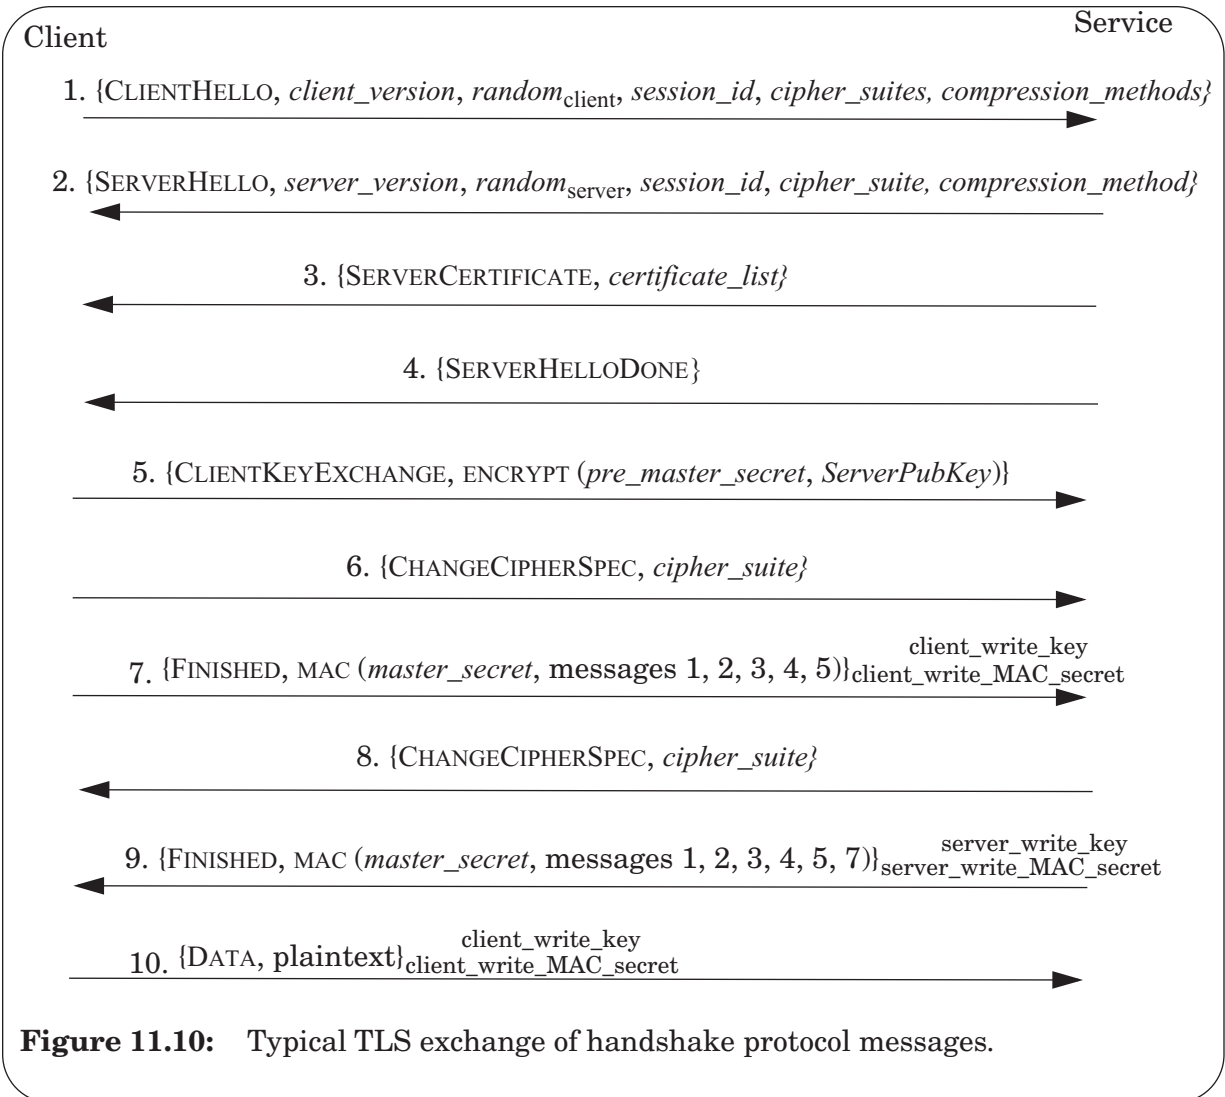 Client
Service
1. {CLIENTHELLO, client_version, random_client, session_id, cipher_suites, compression_methods}
2. {SERVERHELLO, server_version, random_server, session_id, cipher_suite, compression_method}
3. {SERVERCERTIFICATE, certificate_list}
4. {SERVERHELLODONE}
5. {CLIENTKEYEXCHANGE, ENCRYPT (pre_master_secret, ServerPubKey)}
6. {CHANGECIPHERSPEC, cipher_suite}
7. {FINISHED, MAC (master_secret, messages 1, 2, 3, 4, 5)} client_write_key
client_write_MAC_secret
8. {CHANGECIPHERSPEC, cipher_suite}
9. {FINISHED, MAC (master_secret, messages 1, 2, 3, 4, 5, 7)} server_write_key
server_write_MAC_secret
10. {DATA, plaintext} client_write_key
client_write_MAC_secret
Figure 11.10: Typical TLS exchange of handshake protocol messages.